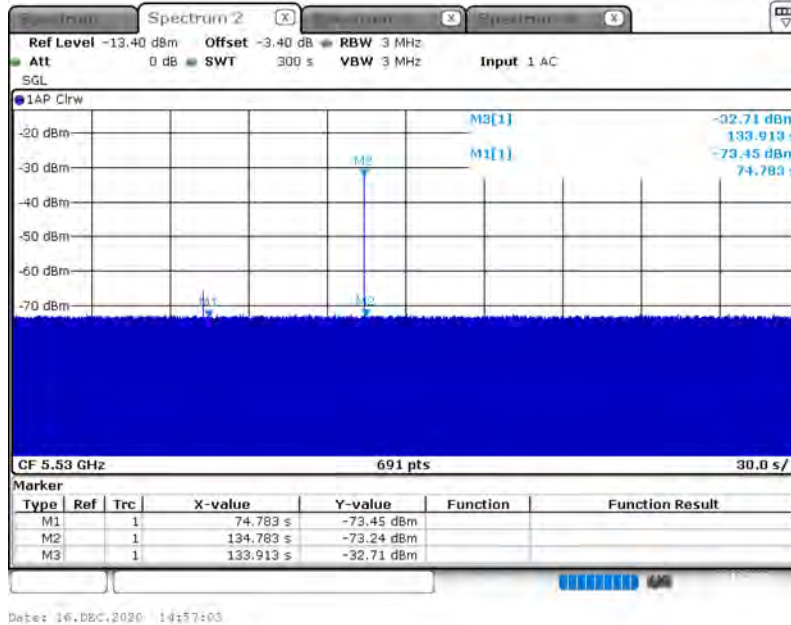 Spectrum 2 X X X
Ref Level -13.40 dBm Offset -3.40 dB RBW 3 MHz
Att 0 dB SWT 300 s VBW 3 MHz Input 1 AC
SGL
1AP Clrw
M3[1] -32.71 dBm
133.913 s
M1[1] -73.45 dBm
74.783 s
-20 dBm
-30 dBm
M3
-40 dBm
-50 dBm
-60 dBm
-70 dBm
M1 M2
CF 5.53 GHz 691 pts 30.0 s/
Marker
Type Ref Trc X-value Y-value Function Function Result
M1 1 74.783 s -73.45 dBm
M2 1 134.783 s -73.24 dBm
M3 1 133.913 s -32.71 dBm
Date: 16.DEC.2020 14:57:03